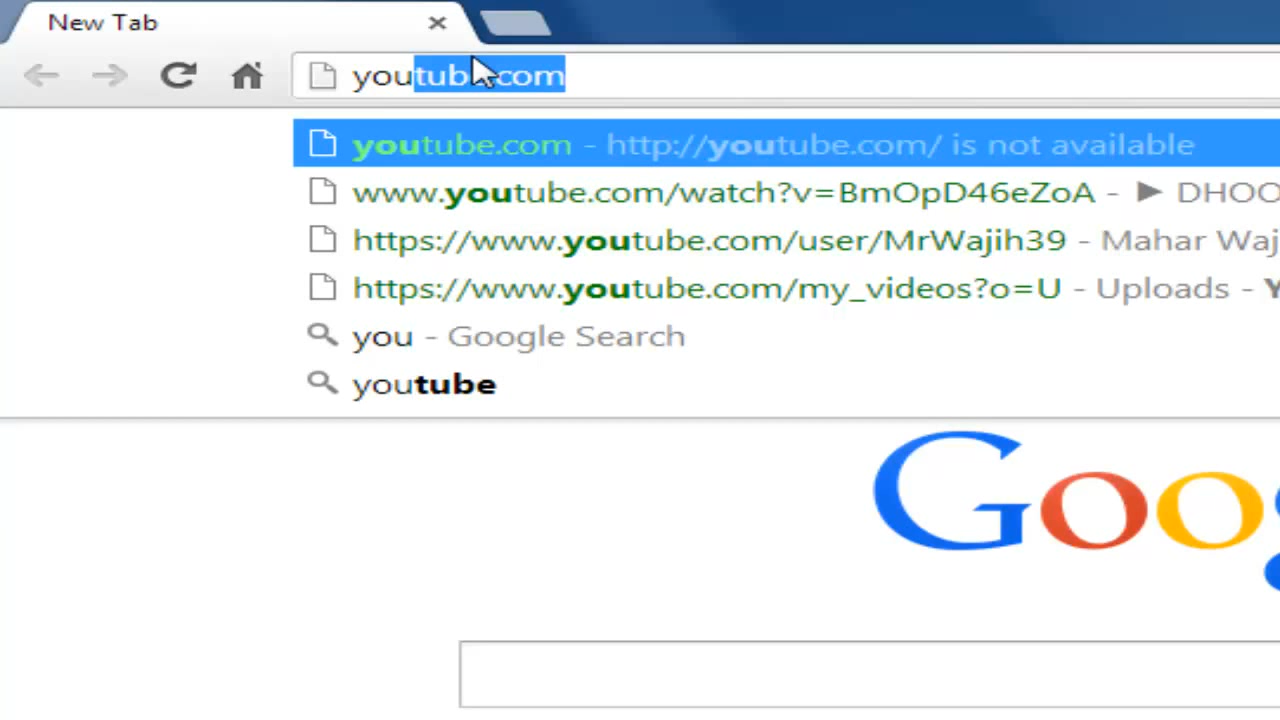 New Tab
youtube.com
youtube.com - http://youtube.com/ is not available
www.youtube.com/watch?v=BmOpD46eZoA - ► DHOO
https://www.youtube.com/user/MrWajih39 - Mahar Waj
https://www.youtube.com/my_videos?o=U - Uploads - Y
you - Google Search
youtube
Goog